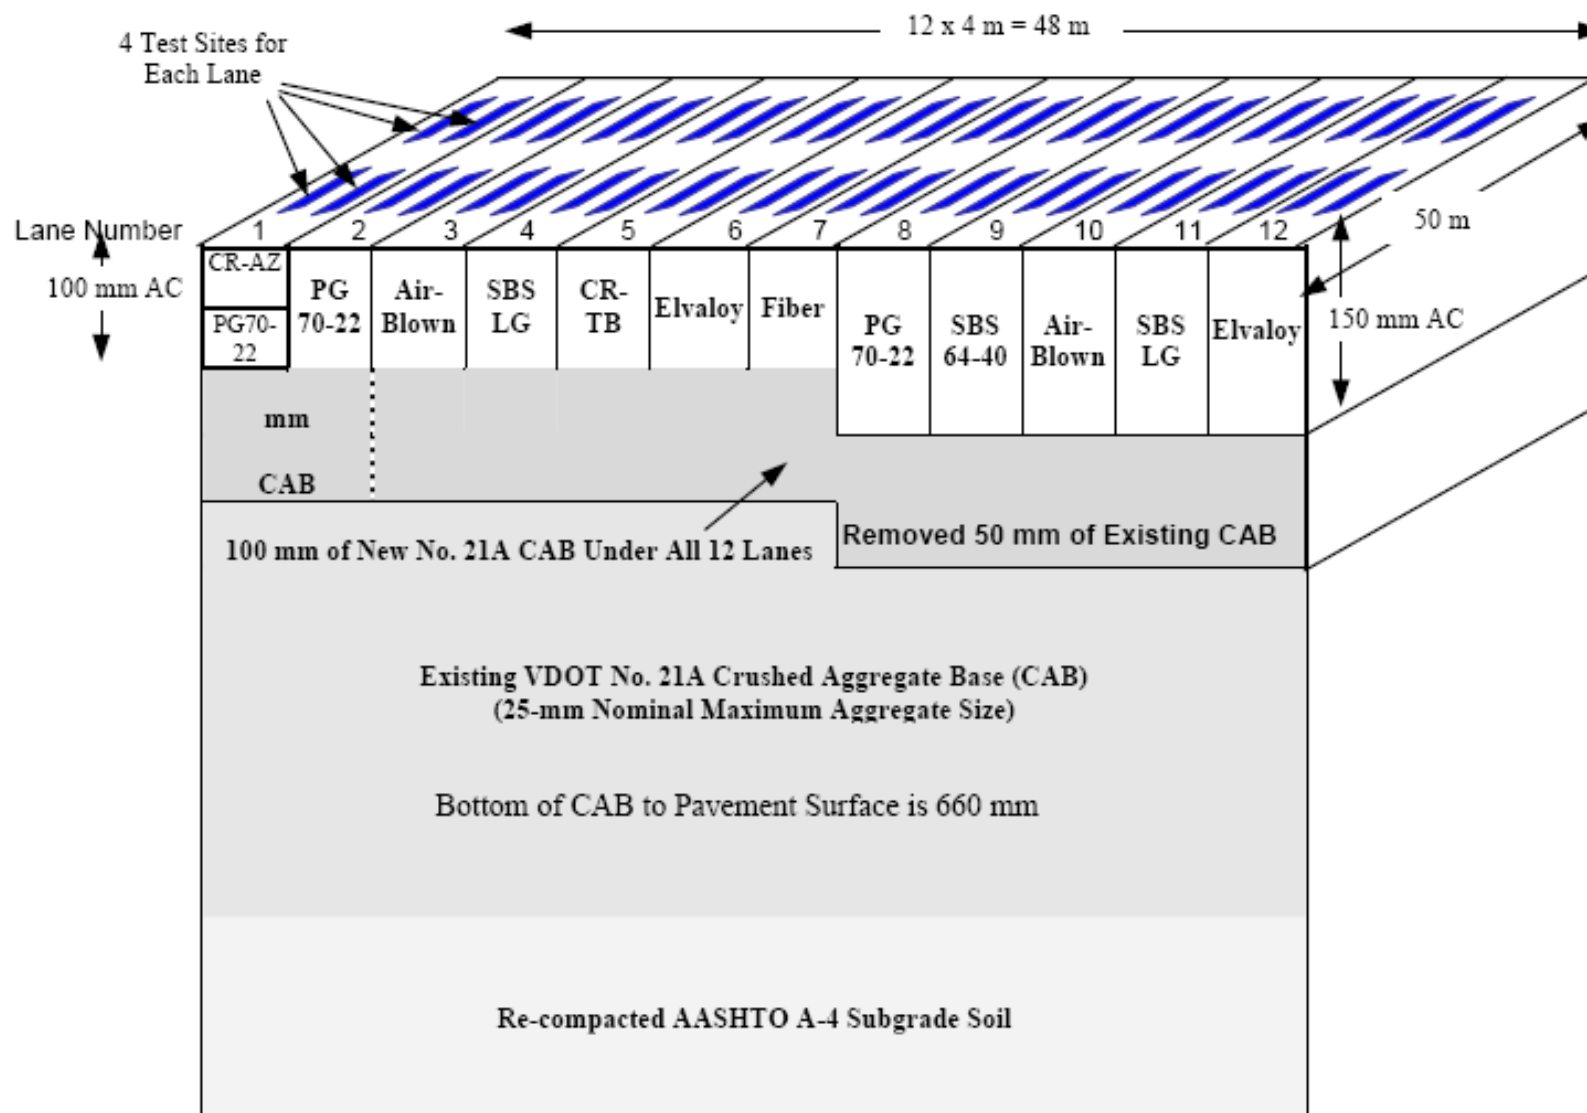 12 x 4 m = 48 m
4 Test Sites for
Each Lane
50 m
Lane Number 1 2 3 4 5 6 7 8 9 10 11 12
100 mm AC
CR-AZ
PG70-
22
PG
70-22
Air-
Blown
SBS
LG
CR-
TB
Elvaloy
Fiber
PG
70-22
SBS
64-40
Air-
Blown
SBS
LG
Elvaloy
150 mm AC
mm
CAB
100 mm of New No. 21A CAB Under All 12 Lanes
Removed 50 mm of Existing CAB
Existing VDOT No. 21A Crushed Aggregate Base (CAB)
(25-mm Nominal Maximum Aggregate Size)
Bottom of CAB to Pavement Surface is 660 mm
Re-compacted AASHTO A-4 Subgrade Soil